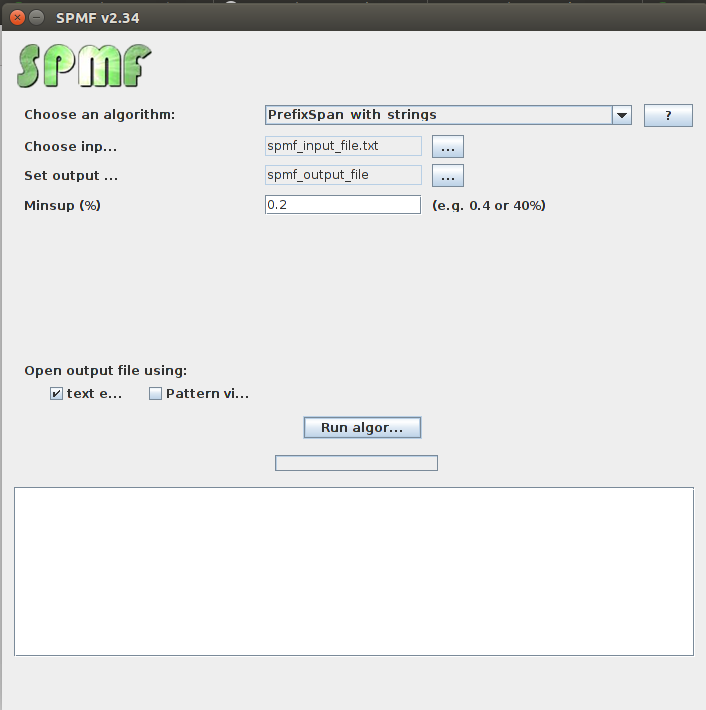 SPMF v2.34
SPMF
Choose an algorithm: PrefixSpan with strings ?
Choose inp... spmf_input_file.txt ...
Set output ... spmf_output_file ...
Minsup (%) 0.2 (e.g. 0.4 or 40%)
Open output file using:
text e... Pattern vi...
Run algor...